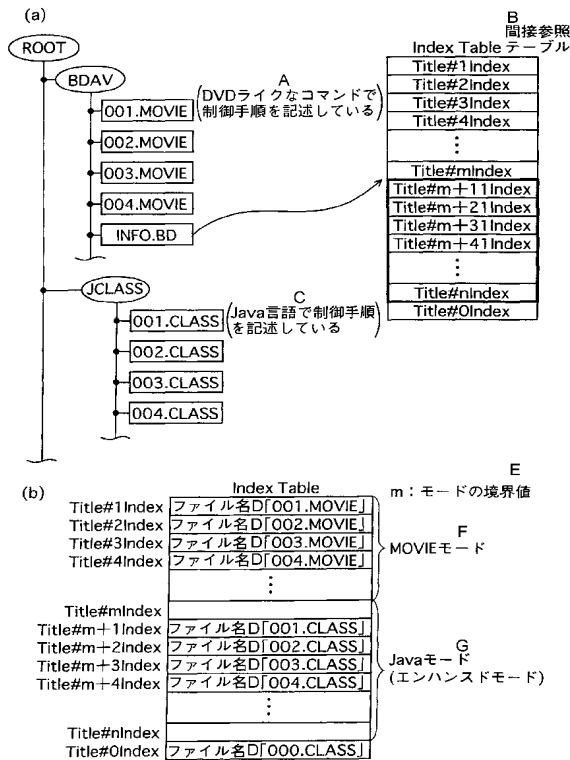 (a)
ROOT
BDAV
001.MOVIE
002.MOVIE
003.MOVIE
004.MOVIE
INFO.BD
A
DVDライクなコマンドで
制御手順を記述している
JCLASS
001.CLASS
002.CLASS
003.CLASS
004.CLASS
C
Java言語で制御手順
を記述している
B
間接参照
Index Table テーブル
Title#1Index
Title#2Index
Title#3Index
Title#4Index
⋮
Title#mIndex
Title#m+11Index
Title#m+21Index
Title#m+31Index
Title#m+41Index
⋮
Title#nIndex
Title#0Index
(b)
Index Table
Title#1Index ファイル名D「001.MOVIE」
Title#2Index ファイル名D「002.MOVIE」
Title#3Index ファイル名D「003.MOVIE」
Title#4Index ファイル名D「004.MOVIE」
⋮
Title#mIndex
Title#m+1Index ファイル名D「001.CLASS」
Title#m+2Index ファイル名D「002.CLASS」
Title#m+3Index ファイル名D「003.CLASS」
Title#m+4Index ファイル名D「004.CLASS」
⋮
Title#nIndex
Title#0Index ファイル名D「000.CLASS」
E
m:モードの境界値
F
MOVIEモード
G
Javaモード
(エンハンスドモード)